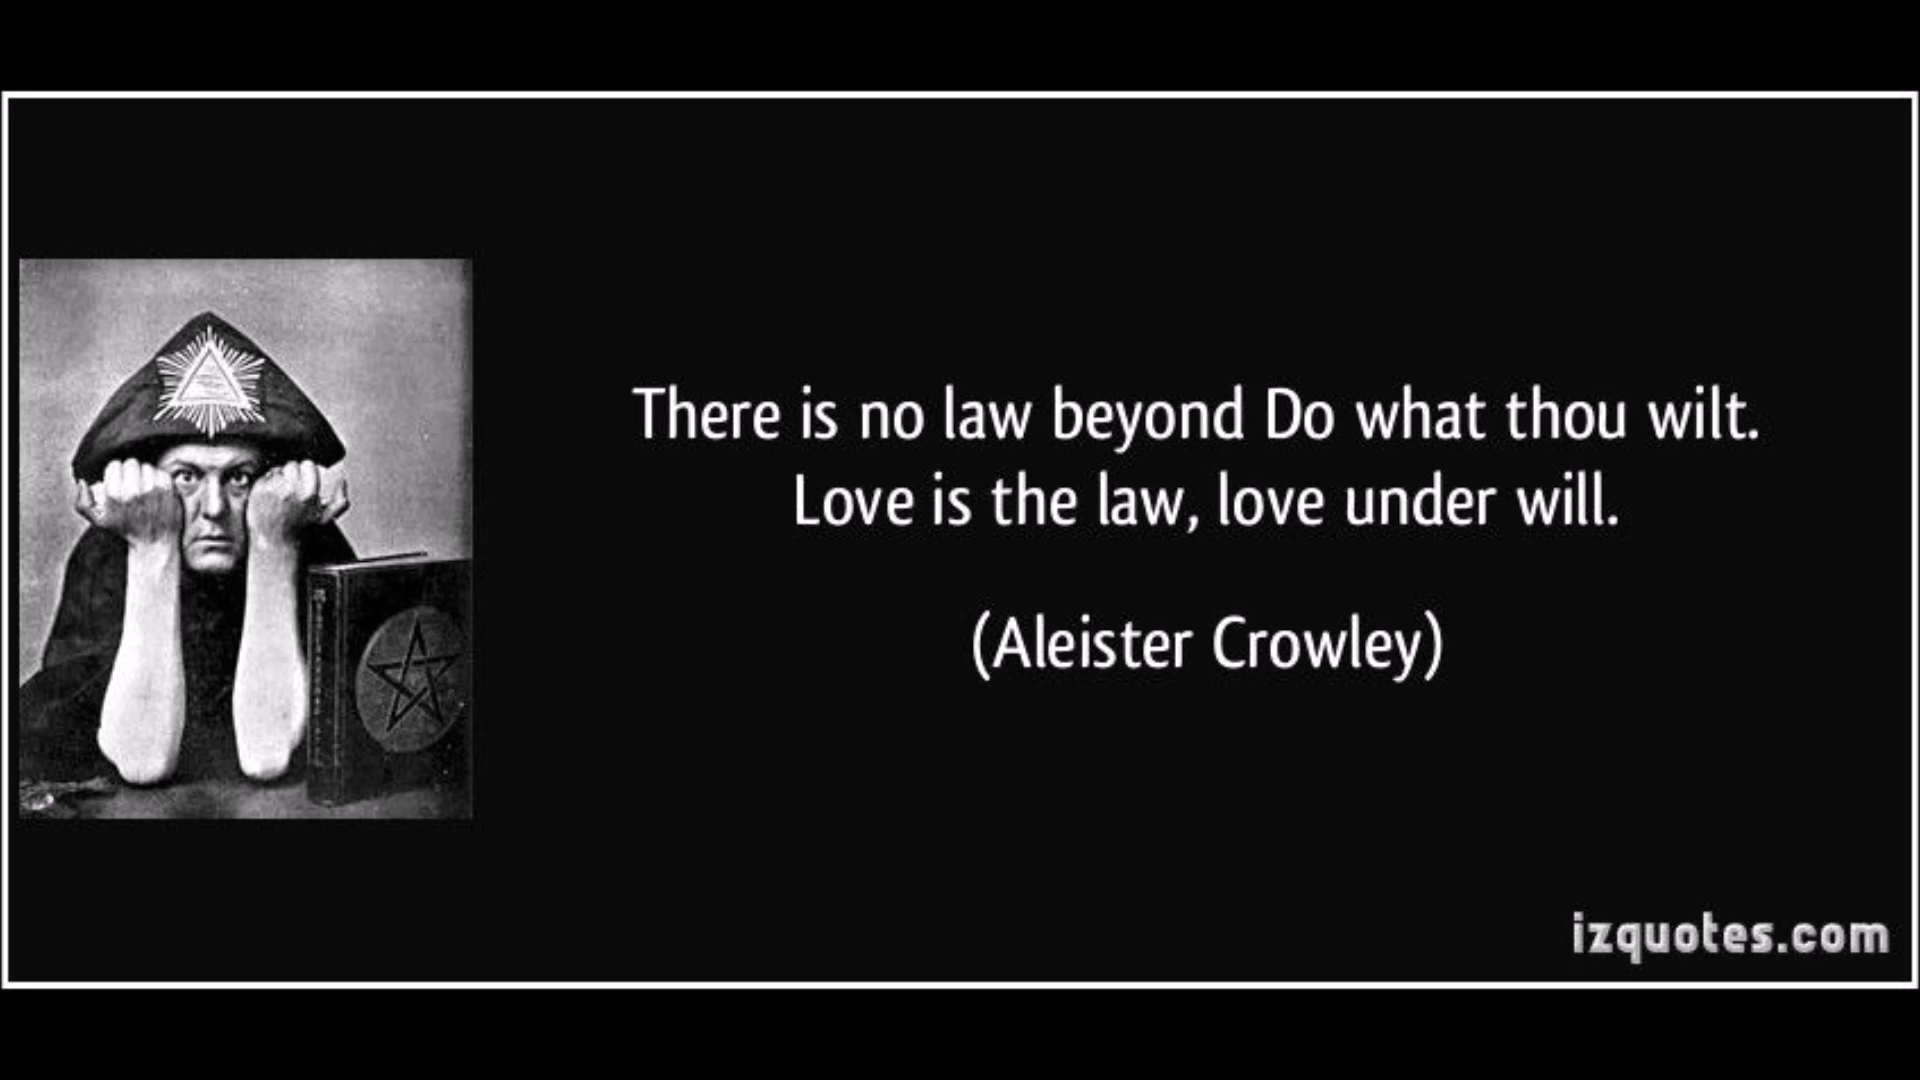 There is no law beyond Do what thou wilt.
Love is the law, love under will.
(Aleister Crowley)
izquotes.com